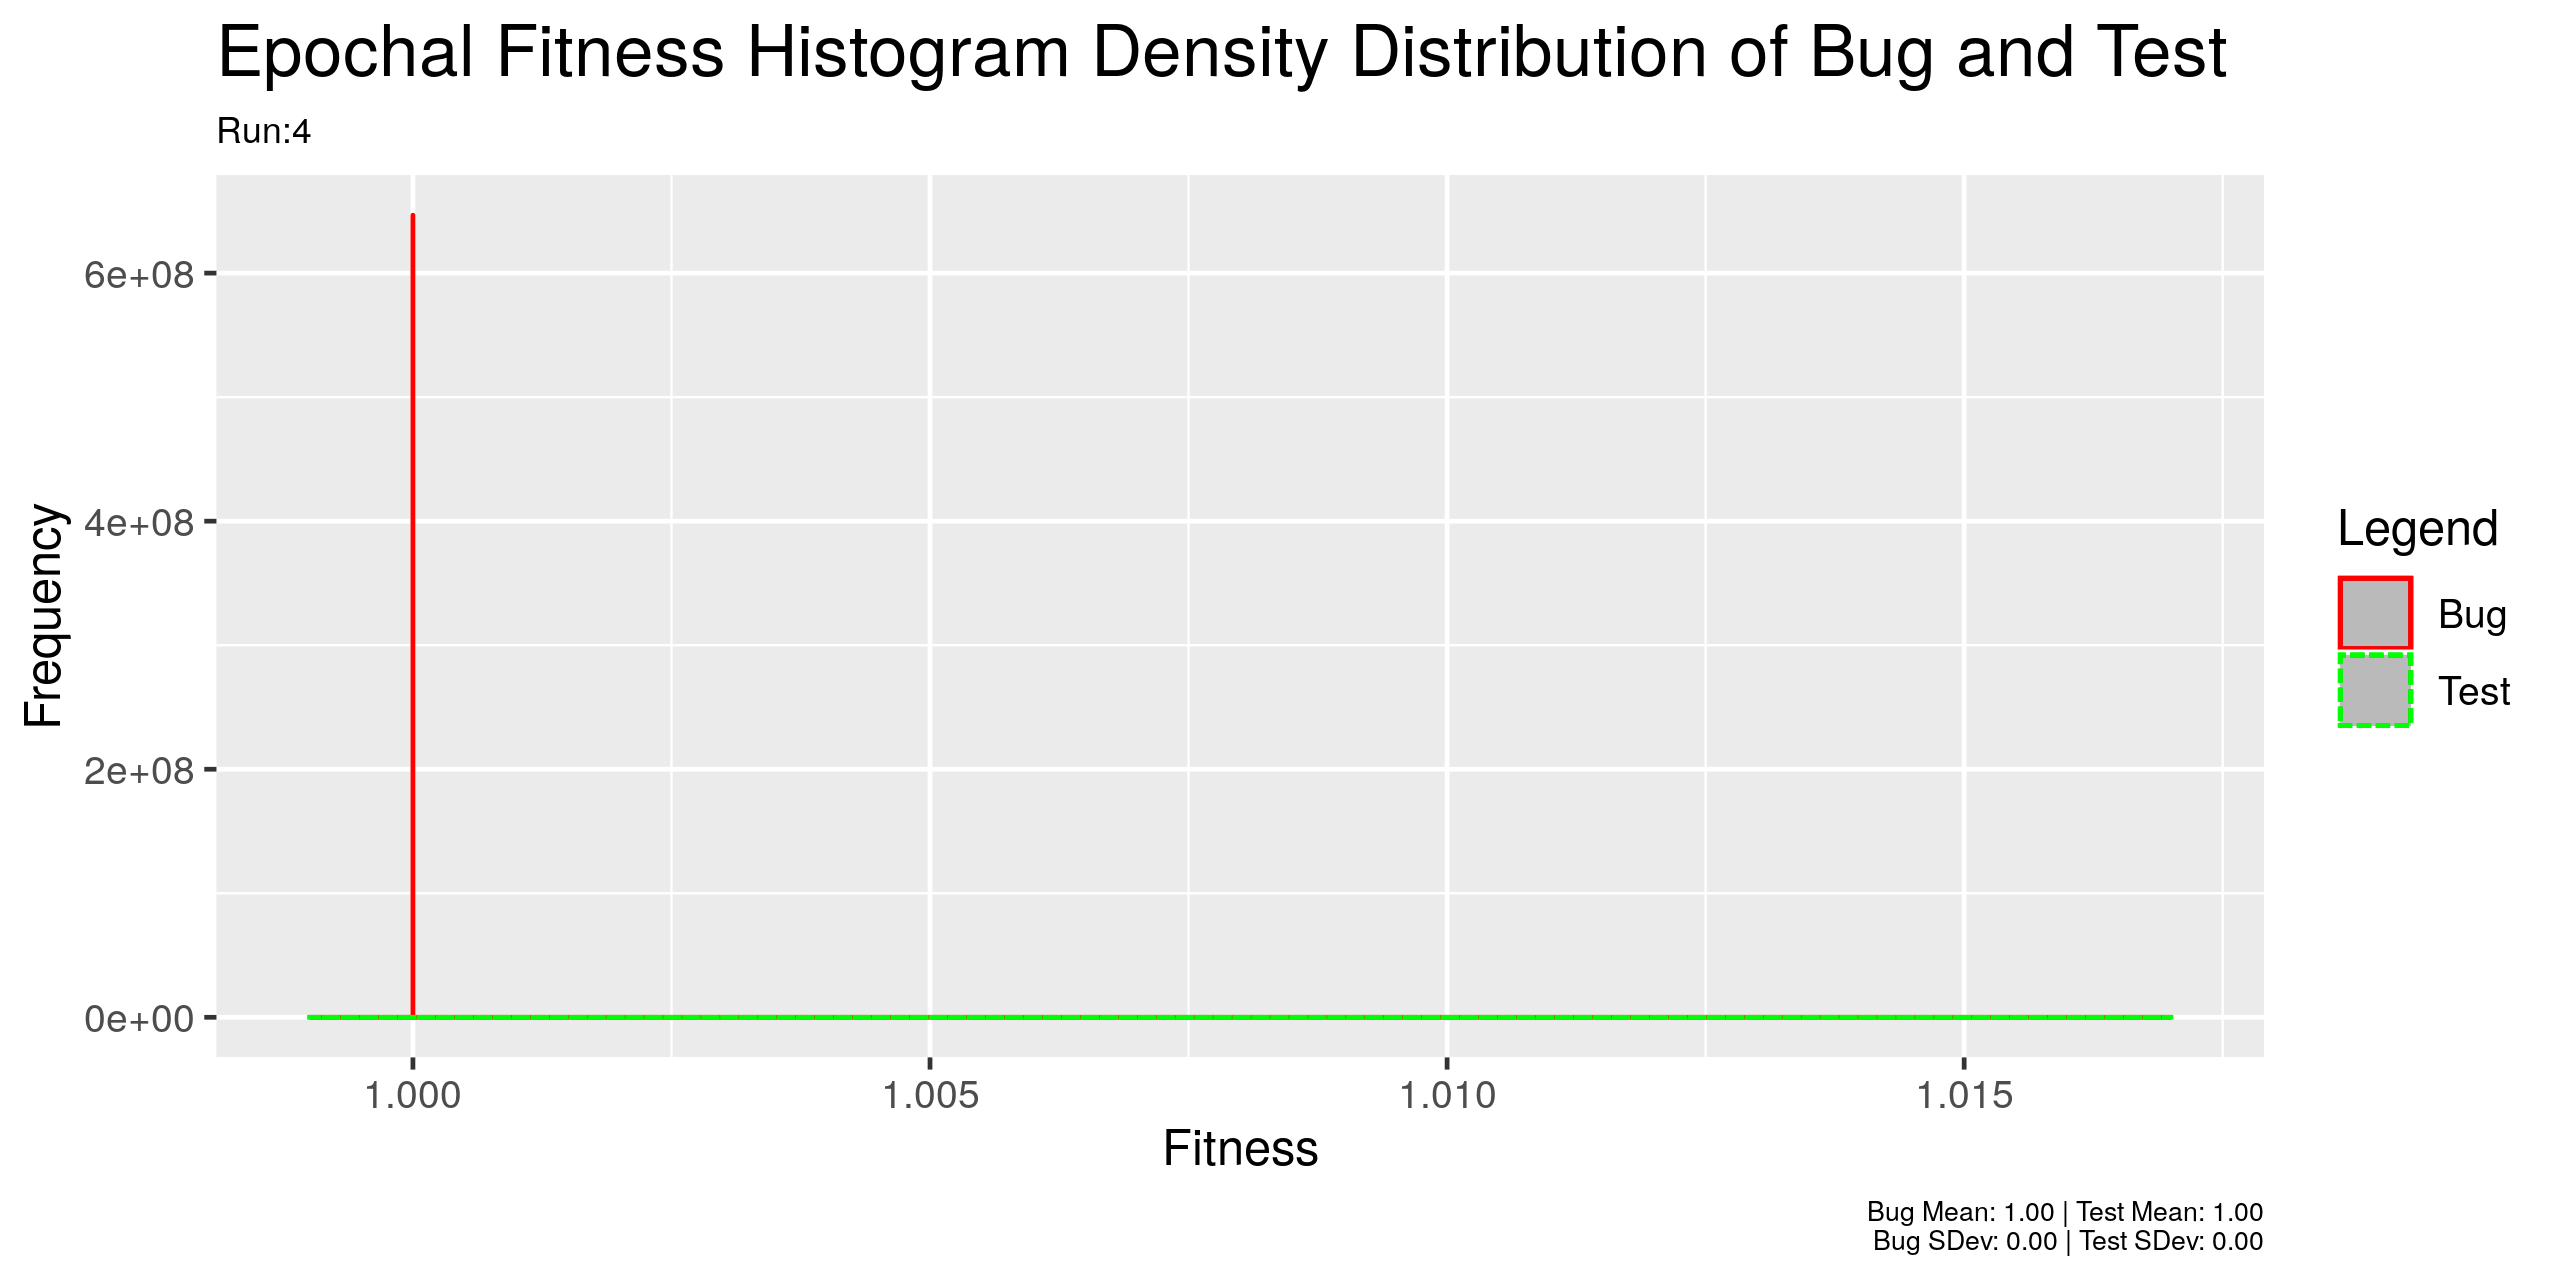 Epochal Fitness Histogram Density Distribution of Bug and Test
Run:4
Frequency
6e+08
4e+08
2e+08
0e+00
1.000 1.005 1.010 1.015
Fitness
Legend
Bug
Test
Bug Mean: 1.00 | Test Mean: 1.00
Bug SDev: 0.00 | Test SDev: 0.00